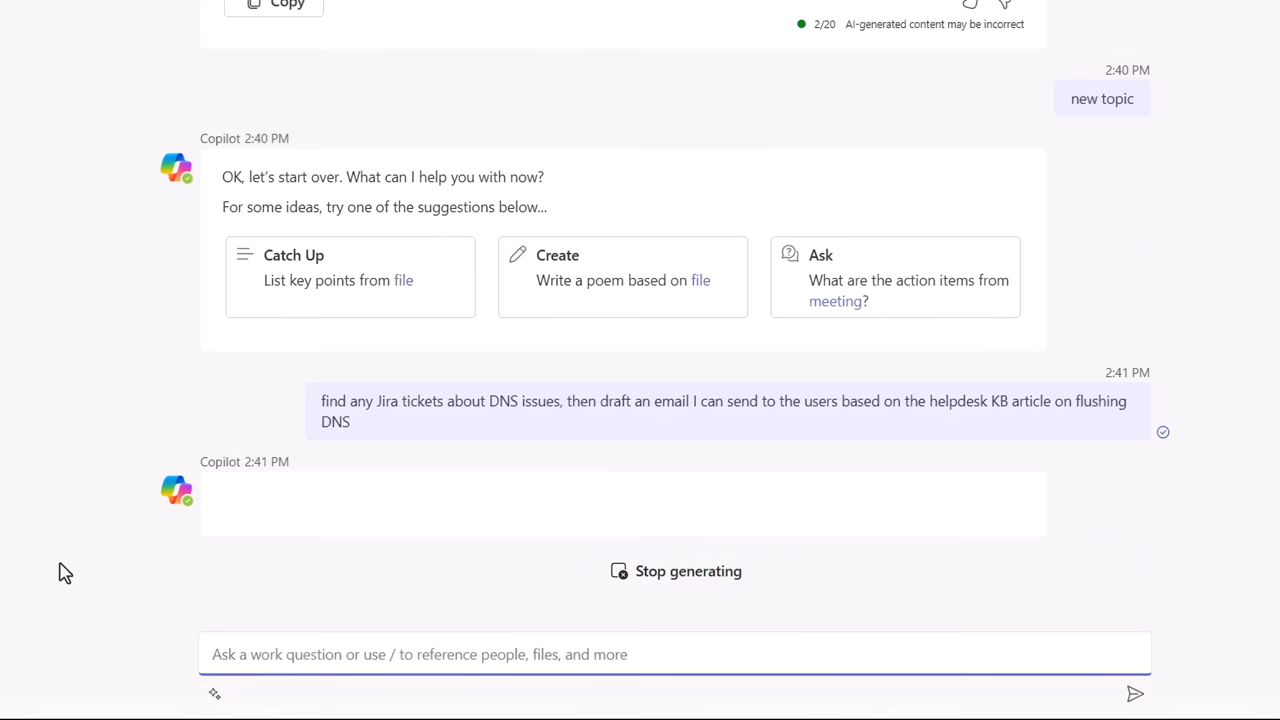 Copy
2/20 AI-generated content may be incorrect
2:40 PM
new topic
Copilot 2:40 PM
OK, let's start over. What can I help you with now?
For some ideas, try one of the suggestions below...
Catch Up
List key points from file
Create
Write a poem based on file
Ask
What are the action items from
meeting?
2:41 PM
find any Jira tickets about DNS issues, then draft an email I can send to the users based on the helpdesk KB article on flushing
DNS
Copilot 2:41 PM
Stop generating
Ask a work question or use / to reference people, files, and more